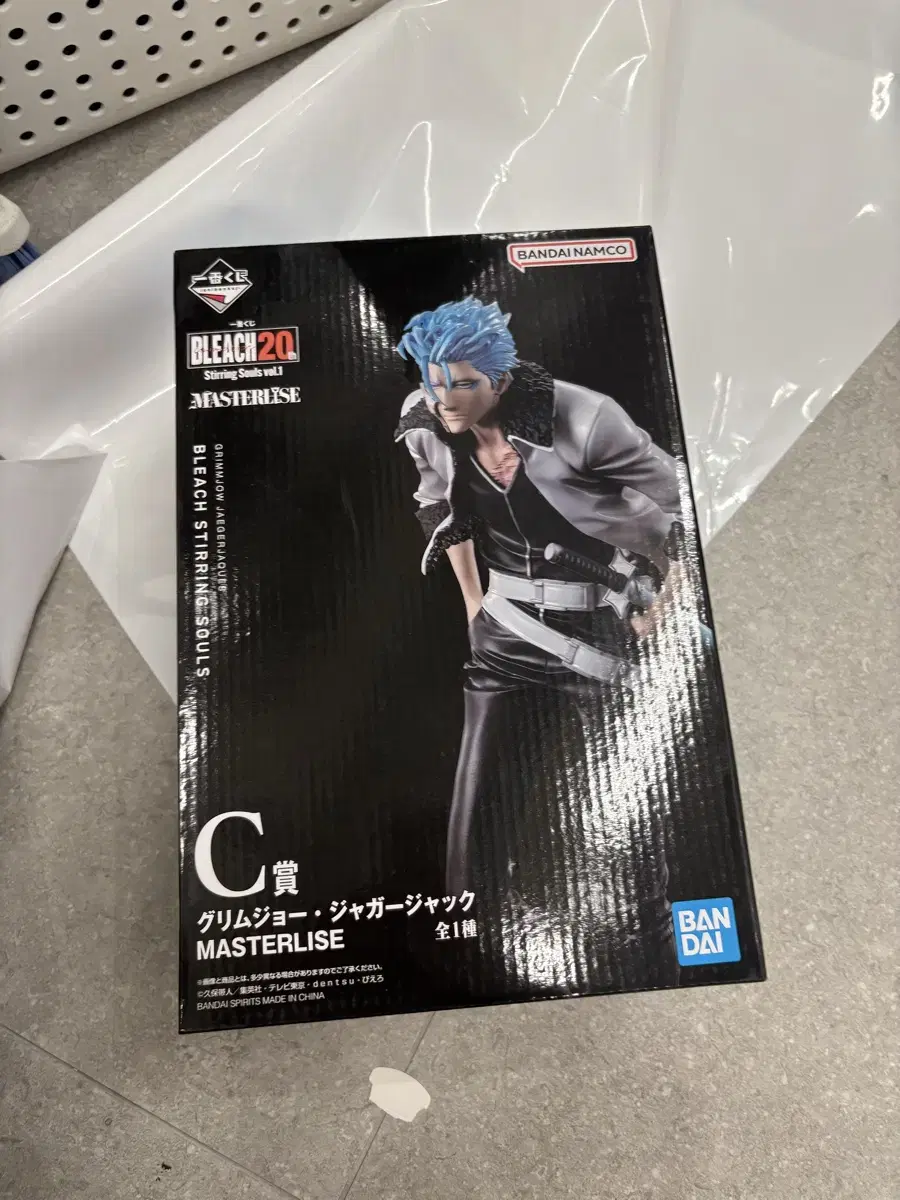 一番くじ
BANDAI NAMCO
一番くじ
BLEACH 20th
Stirring Souls vol.1
MASTERLISE
GRIMMJOW JAEGERJAQUES
BLEACH STIRRING SOULS
C賞
グリムジョー・ジャガージャック
MASTERLISE
全1種
※画像と商品とは、多少異なる場合がありますのでご了承ください。
©久保帯人/集英社・テレビ東京・dentsu・ぴえろ
BANDAI SPIRITS MADE IN CHINA
BAN
DAI